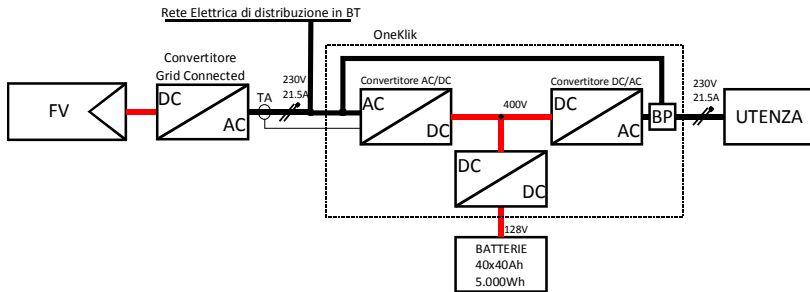 Rete Elettrica di distribuzione in BT
OneKlik
Convertitore
Grid Connected
230V
21.5A
TA
Convertitore AC/DC
Convertitore DC/AC
230V
21.5A
FV
DC
AC
AC
DC
400V
DC
AC
BP
UTENZA
DC
DC
128V
BATTERIE
40x40Ah
5.000Wh